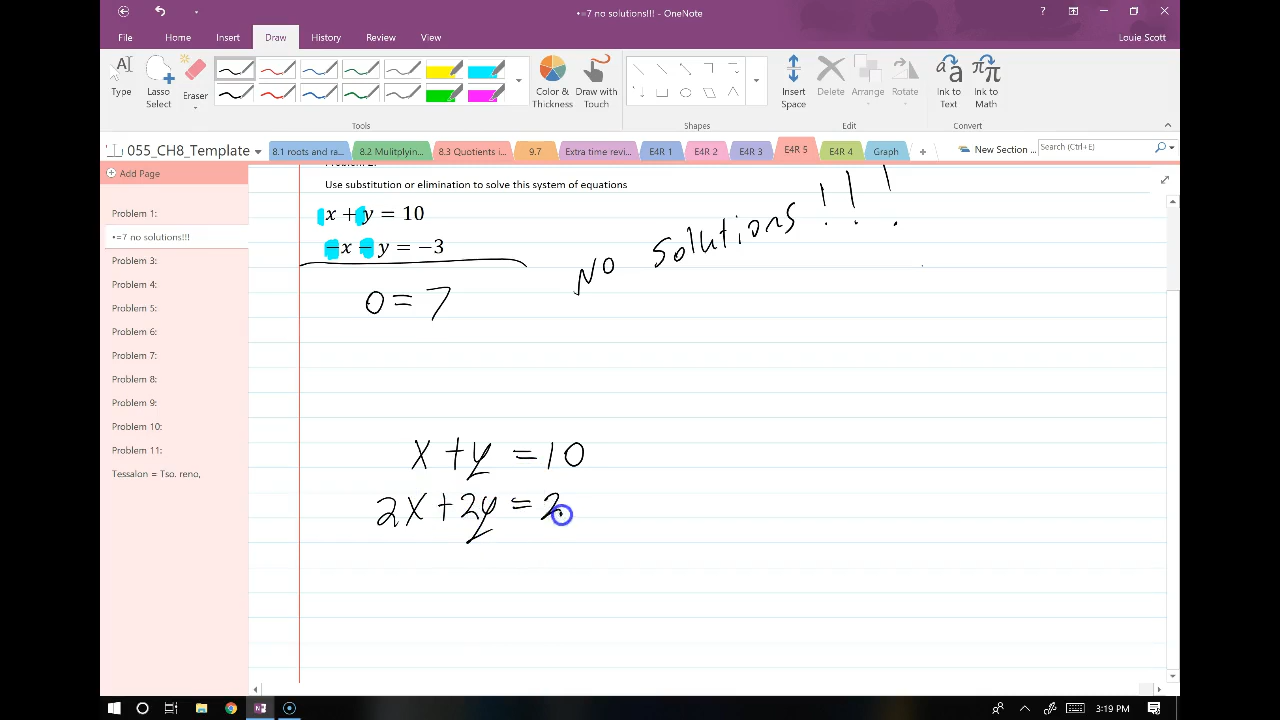 •=7 no solutions!!! - OneNote
?
Louie Scott
File Home Insert Draw History Review View
Type
Lasso Select
Eraser
Color & Thickness
Draw with Touch
Insert Space
Delete
Arrange
Rotate
Ink to Text
Ink to Math
Tools
Shapes
Edit
Convert
055_CH8_Template
8.1 roots and ra...
8.2 Mulitplying...
8.3 Quotients i...
9.7
Extra time revie...
E4R 1
E4R 2
E4R 3
E4R 5
E4R 4
Graph
+
New Section...
Search (Ctrl+E)
Add Page
Problem 1:
•=7 no solutions!!!
Problem 3:
Problem 4:
Problem 5:
Problem 6:
Problem 7:
Problem 8:
Problem 9:
Problem 10:
Problem 11:
Tessalon = Tso. reno,
Use substitution or elimination to solve this system of equations
x + y = 10
−x − y = −3
0 = 7
No solutions!!!
x + y = 10
2x + 2y = 2
3:19 PM